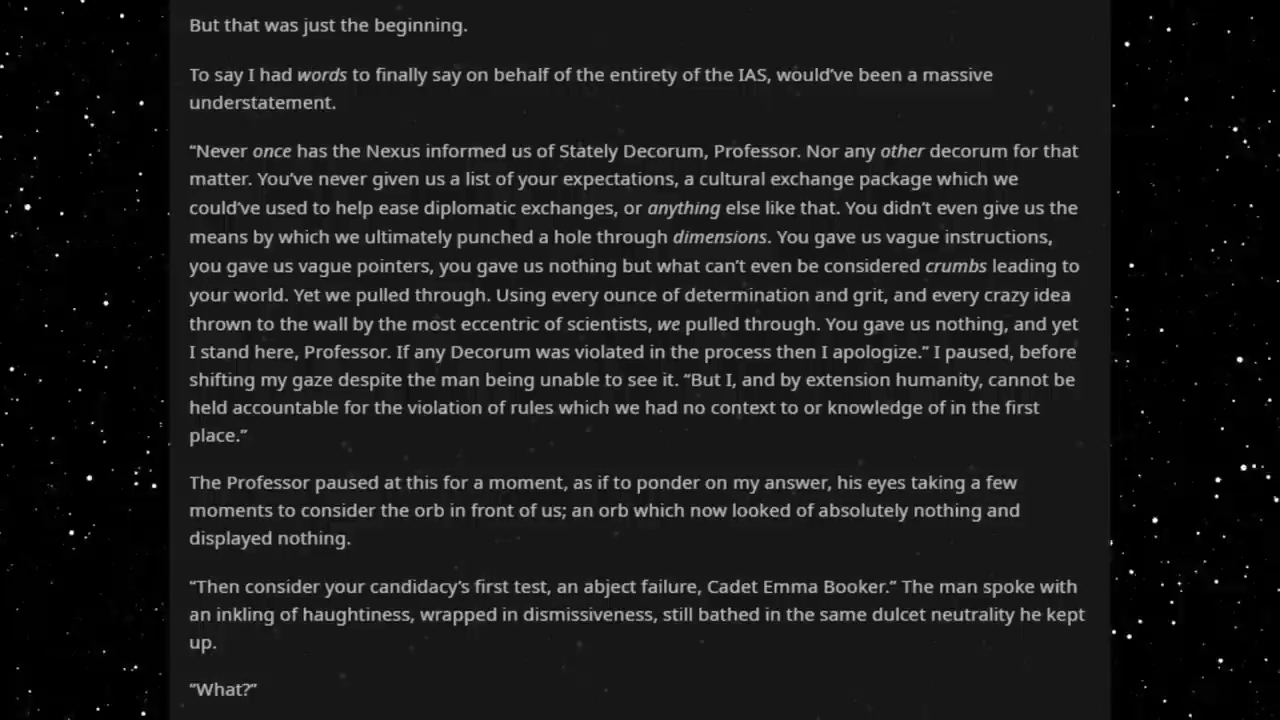 But that was just the beginning.
To say I had words to finally say on behalf of the entirety of the IAS, would’ve been a massive
understatement.
“Never once has the Nexus informed us of Stately Decorum, Professor. Nor any other decorum for that
matter. You’ve never given us a list of your expectations, a cultural exchange package which we
could’ve used to help ease diplomatic exchanges, or anything else like that. You didn’t even give us the
means by which we ultimately punched a hole through dimensions. You gave us vague instructions,
you gave us vague pointers, you gave us nothing but what can’t even be considered crumbs leading to
your world. Yet we pulled through. Using every ounce of determination and grit, and every crazy idea
thrown to the wall by the most eccentric of scientists, we pulled through. You gave us nothing, and yet
I stand here, Professor. If any Decorum was violated in the process then I apologize.” I paused, before
shifting my gaze despite the man being unable to see it. “But I, and by extension humanity, cannot be
held accountable for the violation of rules which we had no context to or knowledge of in the first
place.”
The Professor paused at this for a moment, as if to ponder on my answer, his eyes taking a few
moments to consider the orb in front of us; an orb which now looked of absolutely nothing and
displayed nothing.
“Then consider your candidacy’s first test, an abject failure, Cadet Emma Booker.” The man spoke with
an inkling of haughtiness, wrapped in dismissiveness, still bathed in the same dulcet neutrality he kept
up.
“What?”